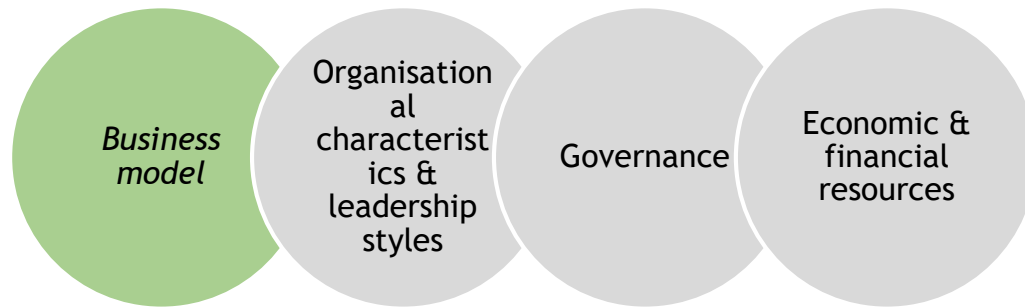 Business
model
Organisation
al
characterist
ics &
leadership
styles
Governance
Economic &
financial
resources